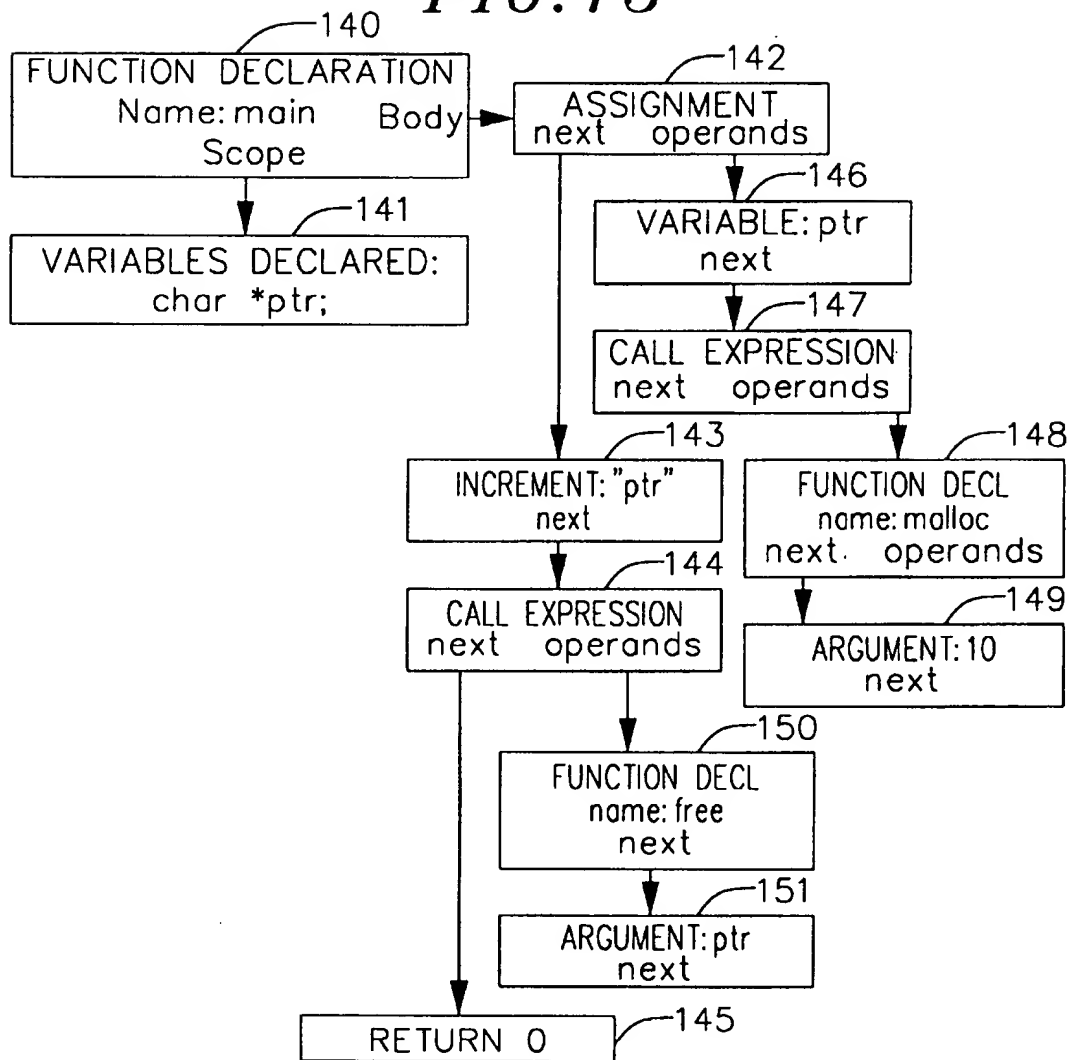 FIG.
140
FUNCTION DECLARATION
Name: main Body
Scope
142
ASSIGNMENT
next operands
141
VARIABLES DECLARED:
char *ptr;
146
VARIABLE: ptr
next
147
CALL EXPRESSION
next operands
143
INCREMENT: "ptr"
next
148
FUNCTION DECL
name: malloc
next operands
144
CALL EXPRESSION
next operands
149
ARGUMENT: 10
next
150
FUNCTION DECL
name: free
next
151
ARGUMENT: ptr
next
RETURN 0
145